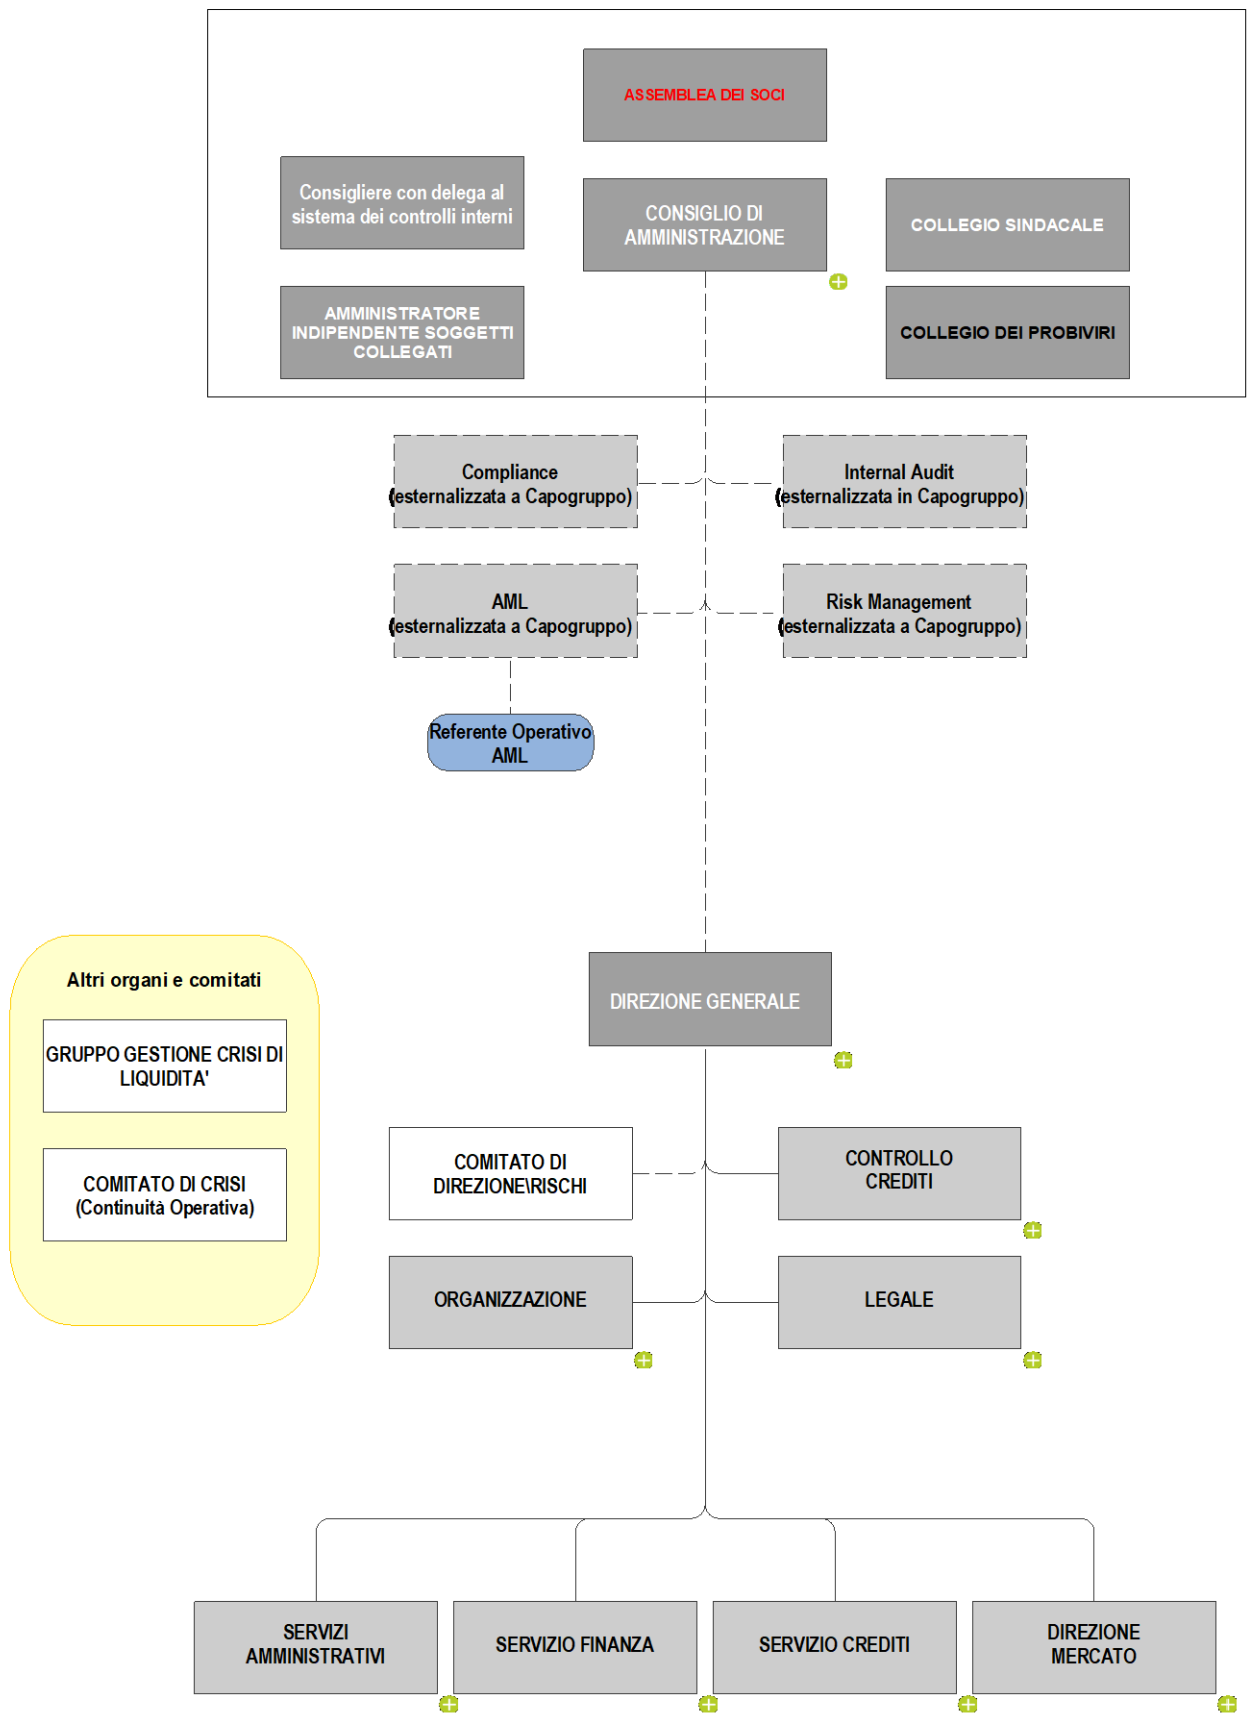 ASSEMBLEA DEI SOCI
Consigliere con delega al
sistema dei controlli interni
CONSIGLIO DI
AMMINISTRAZIONE
COLLEGIO SINDACALE
AMMINISTRATORE
INDIPENDENTE SOGGETTI
COLLEGATI
COLLEGIO DEI PROBIVIRI
Compliance
(esternalizzata a Capogruppo)
Internal Audit
(esternalizzata in Capogruppo)
AML
(esternalizzata a Capogruppo)
Risk Management
(esternalizzata a Capogruppo)
Referente Operativo
AML
Altri organi e comitati
GRUPPO GESTIONE CRISI DI
LIQUIDITA'
COMITATO DI CRISI
(Continuità Operativa)
DIREZIONE GENERALE
COMITATO DI
DIREZIONE\RISCHI
CONTROLLO
CREDITI
ORGANIZZAZIONE
LEGALE
SERVIZI
AMMINISTRATIVI
SERVIZIO FINANZA
SERVIZIO CREDITI
DIREZIONE
MERCATO